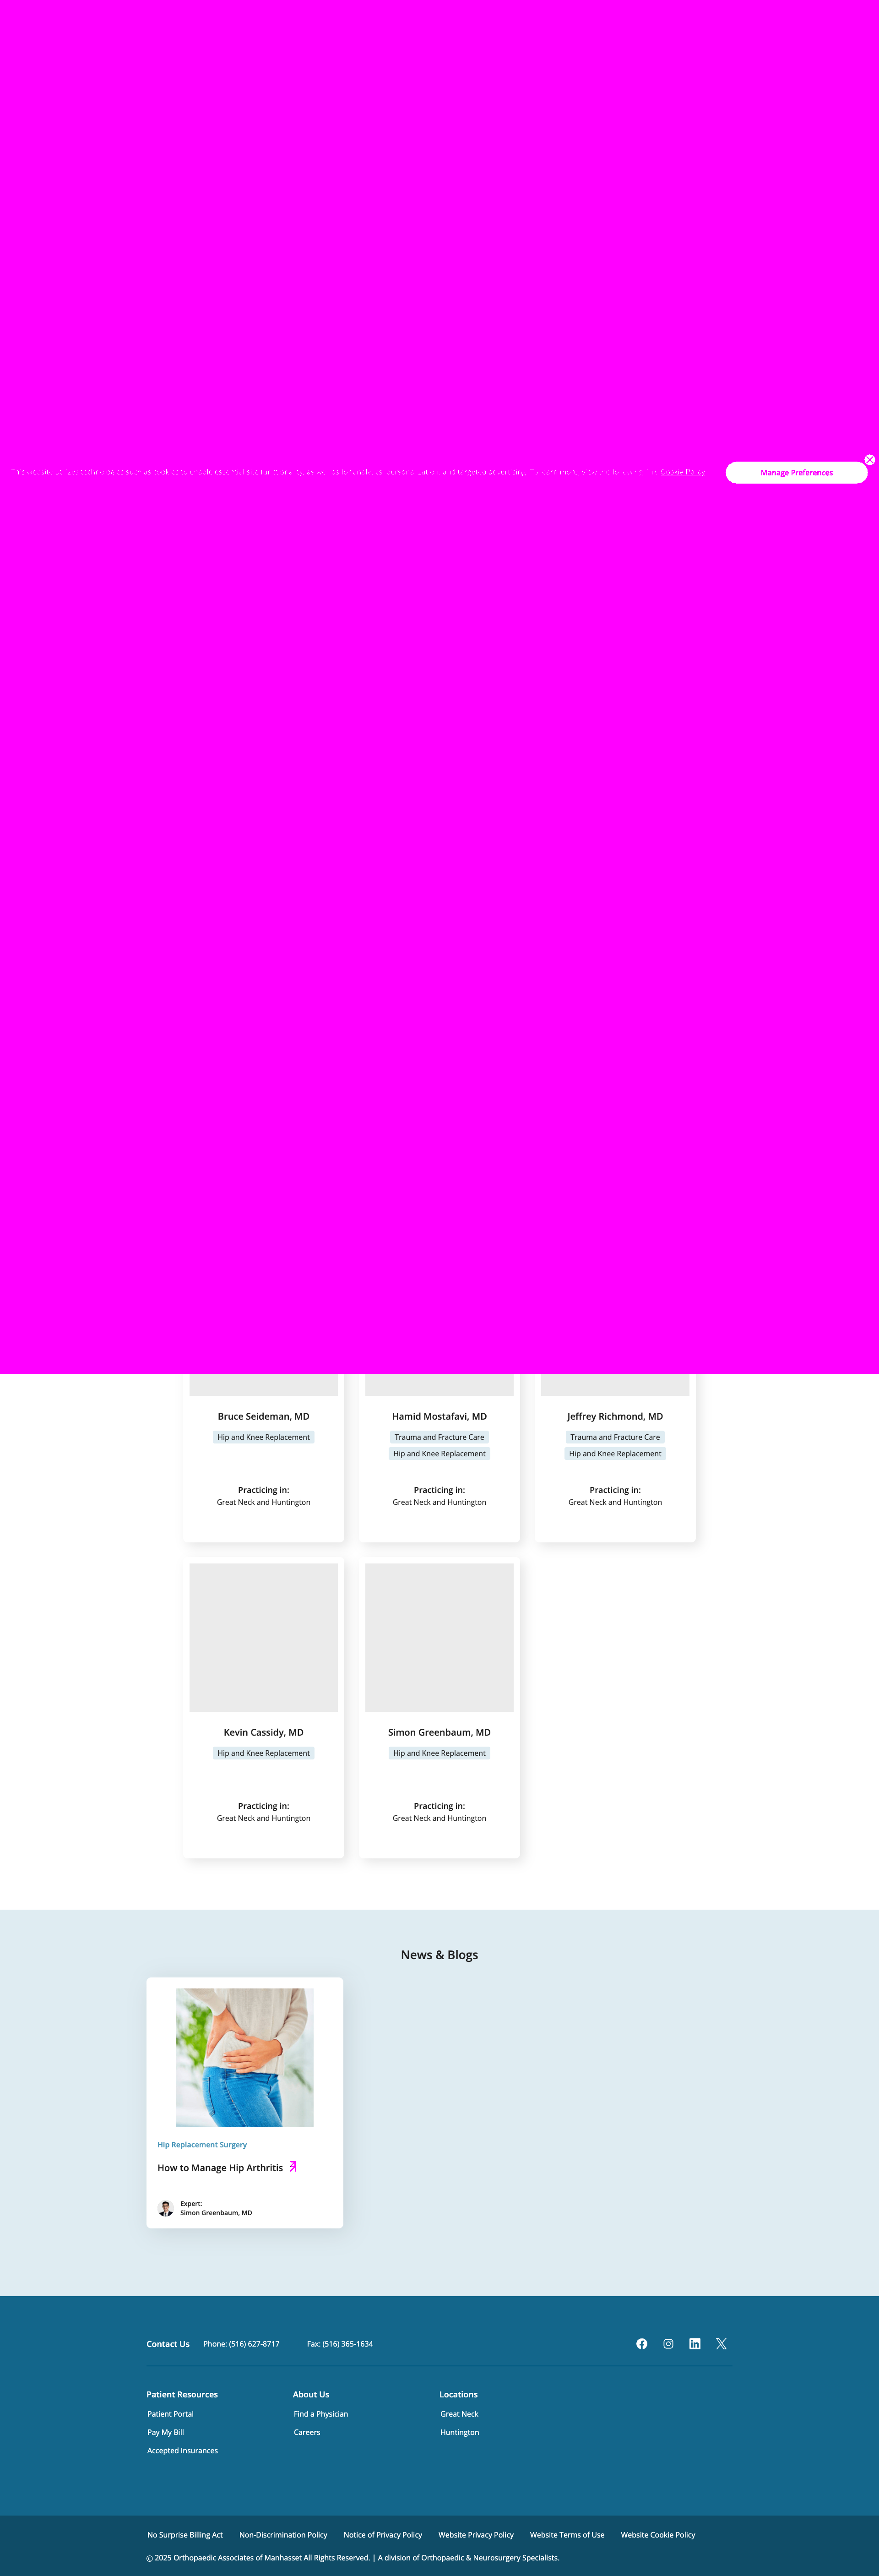 This website utilizes technologies such as cookies to enable essential site functionality, as well as for analytics, personalization, and targeted advertising. To learn more, view the following link: Cookie Policy
Manage Preferences
Bruce Seideman, MD
Hip and Knee Replacement
Practicing in:
Great Neck and Huntington
Hamid Mostafavi, MD
Trauma and Fracture Care
Hip and Knee Replacement
Practicing in:
Great Neck and Huntington
Jeffrey Richmond, MD
Trauma and Fracture Care
Hip and Knee Replacement
Practicing in:
Great Neck and Huntington
Kevin Cassidy, MD
Hip and Knee Replacement
Practicing in:
Great Neck and Huntington
Simon Greenbaum, MD
Hip and Knee Replacement
Practicing in:
Great Neck and Huntington
News & Blogs
Hip Replacement Surgery
How to Manage Hip Arthritis
Expert:
Simon Greenbaum, MD
Contact Us Phone: (516) 627-8717 Fax: (516) 365-1634
Patient Resources
Patient Portal
Pay My Bill
Accepted Insurances
About Us
Find a Physician
Careers
Locations
Great Neck
Huntington
No Surprise Billing Act Non-Discrimination Policy Notice of Privacy Policy Website Privacy Policy Website Terms of Use Website Cookie Policy
© 2025 Orthopaedic Associates of Manhasset All Rights Reserved. | A division of Orthopaedic & Neurosurgery Specialists.